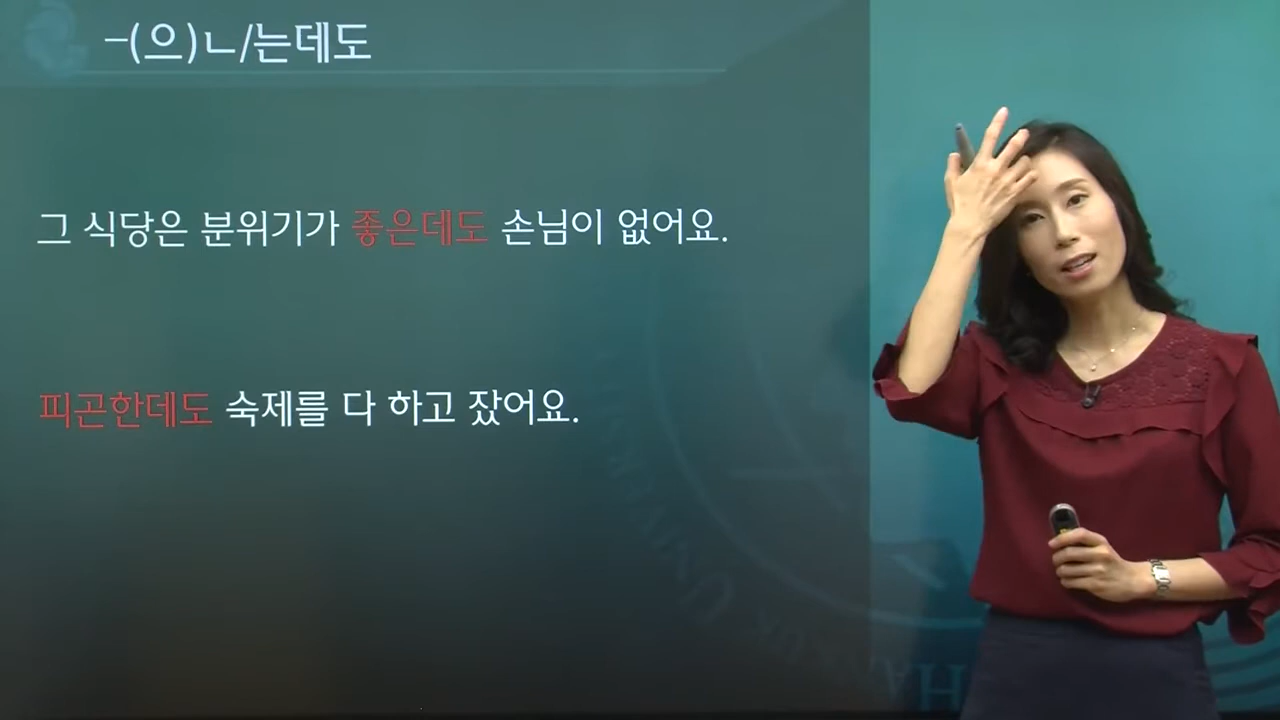 -(으)ㄴ/는데도
그 식당은 분위기가 좋은데도 손님이 없어요.
피곤한데도 숙제를 다 하고 잤어요.